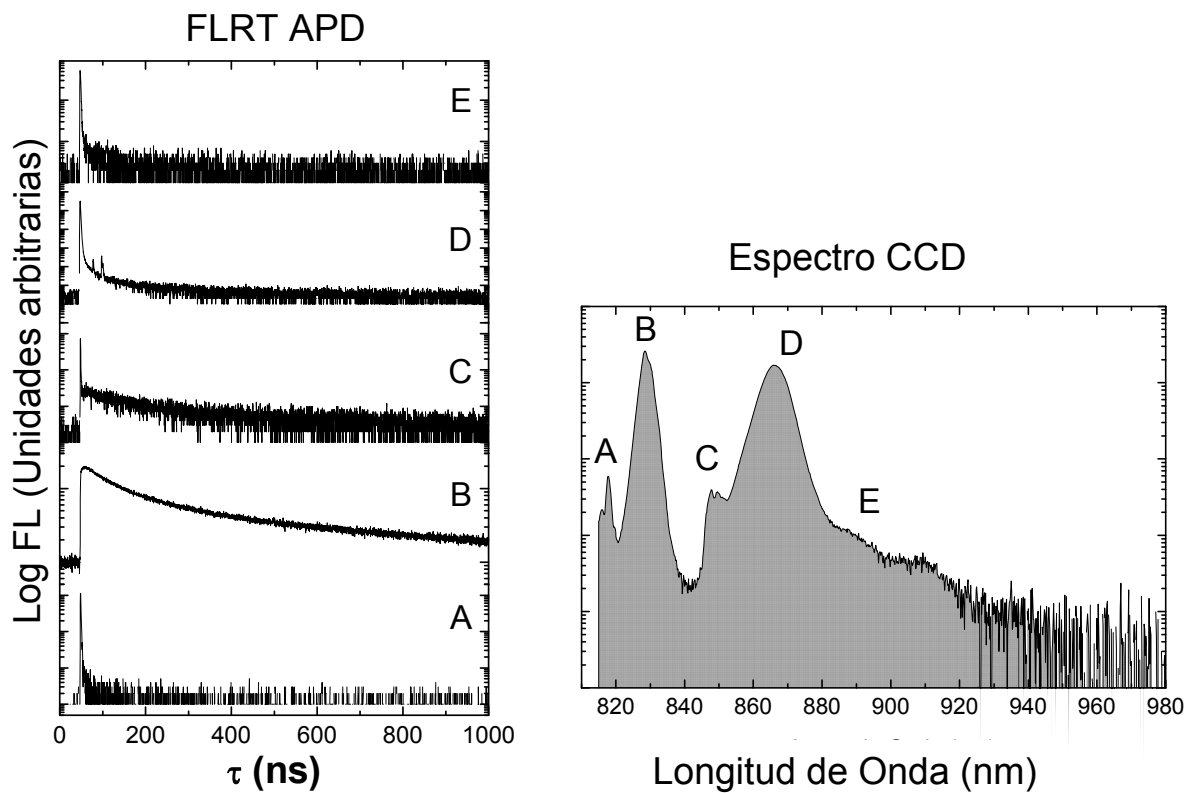 FLRT APD
Log FL (Unidades arbitrarias)
E
D
C
B
A
0 200 400 600 800 1000
τ (ns)
Espectro CCD
A
B
C
D
E
820 840 860 880 900 920 940 960 980
Longitud de Onda (nm)